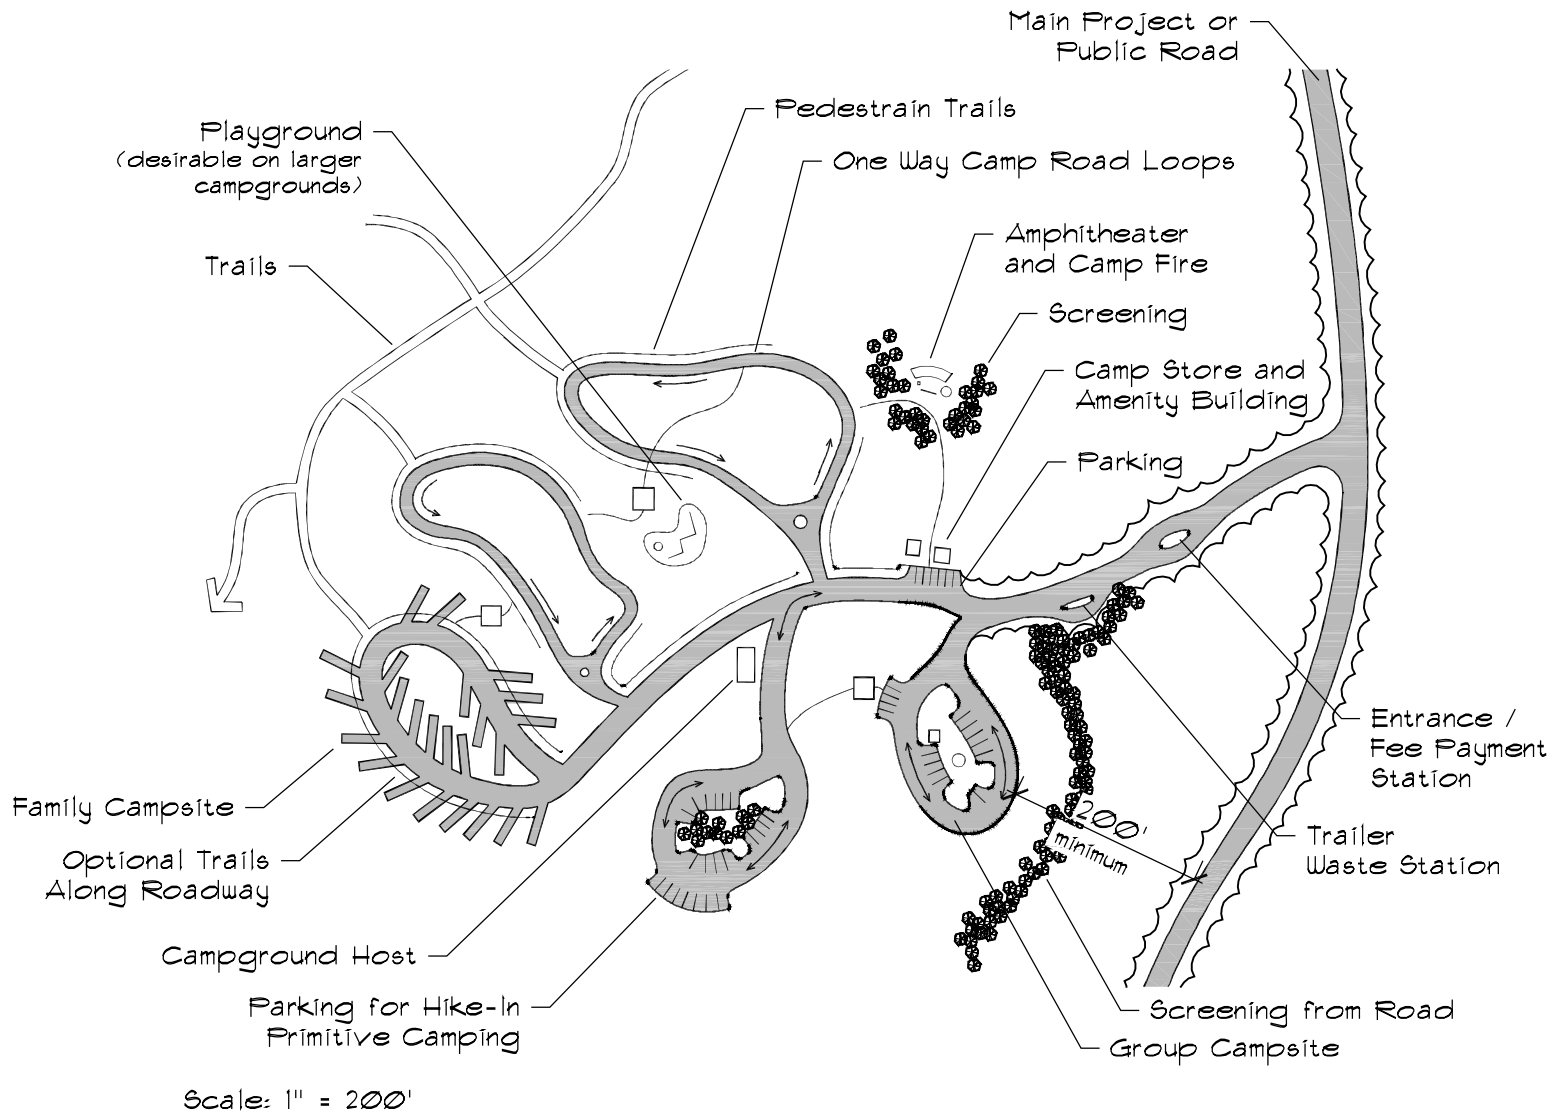 Main Project or
Public Road
Pedestrain Trails
Playground
(desirable on larger
campgrounds)
One Way Camp Road Loops
Amphitheater
and Camp Fire
Trails
Screening
Camp Store and
Amenity Building
Parking
Entrance /
Fee Payment
Station
Family Campsite
200'
minimum
Trailer
Waste Station
Optional Trails
Along Roadway
Campground Host
Parking for Hike-In
Primitive Camping
Screening from Road
Group Campsite
Scale: 1" = 200'